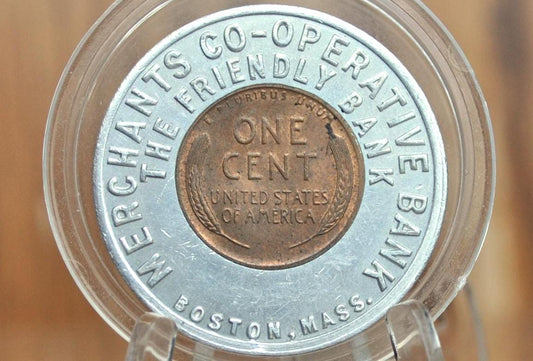 MERCHANTS CO-OPERATIVE BANK
THE FRIENDLY BANK
E PLURIBUS UNUM
ONE
CENT
UNITED STATES
OF AMERICA
BOSTON, MASS.